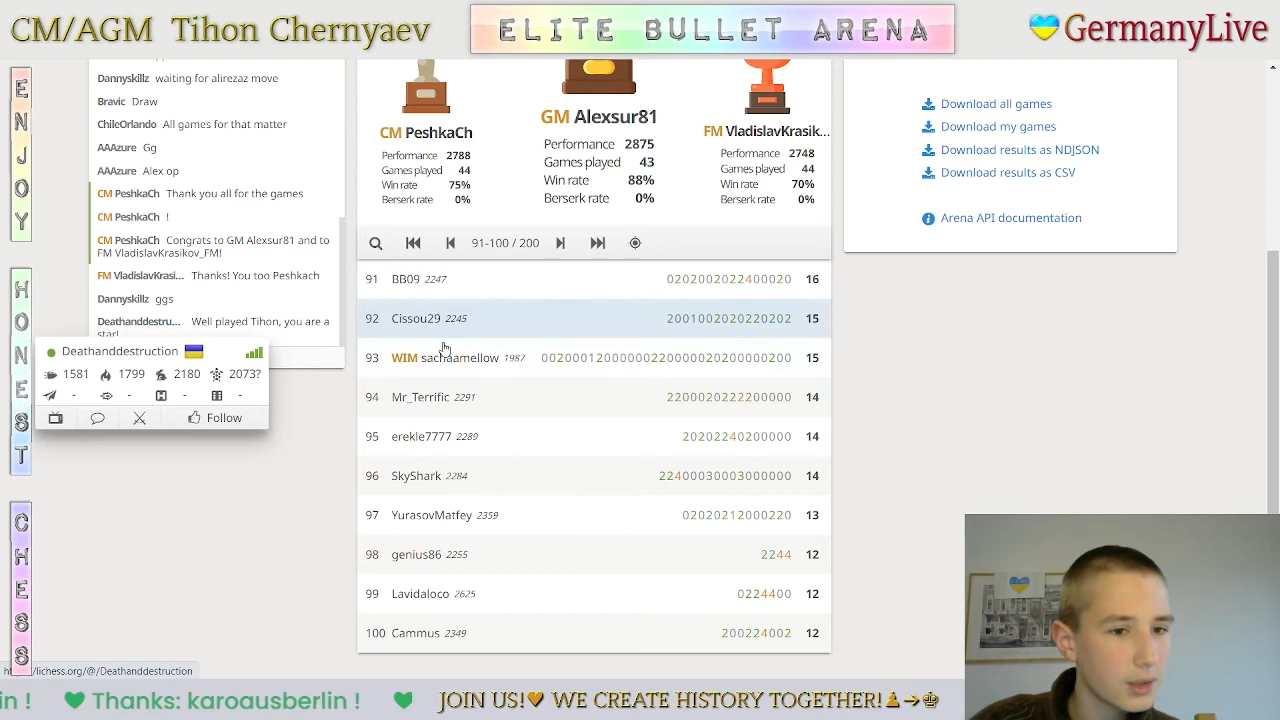 CM/AGM Tihon Chernyaev
ELITE BULLET ARENA
GermanyLive
ENJOY
HONEST
CHESS
Dannyskillz waiting for alirezaz move
Bravic Draw
ChileOrlando All games for that matter
AAAzure Gg
AAAzure Alex op
CM PeshkaCh Thank you all for the games
CM PeshkaCh !
CM PeshkaCh Congrats to GM Alexsur81 and to
FM VladislavKrasikov_FM!
FM VladislavKrasi... Thanks! You too Peshkach
Dannyskillz ggs
Deathanddestru... Well played Tihon, you are a
star!
Deathanddestruction
1581 1799 2180 2073?
- - - -
Follow
CM PeshkaCh
Performance 2788
Games played 44
Win rate 75%
Berserk rate 0%
GM Alexsur81
Performance 2875
Games played 43
Win rate 88%
Berserk rate 0%
FM VladislavKrasik...
Performance 2748
Games played 44
Win rate 70%
Berserk rate 0%
91-100 / 200
91 BB09 2247 0202002022400020 16
92 Cissou29 2245 2001002020220202 15
93 WIM sachaamellow 1987 00200012000000220000020200000200 15
94 Mr_Terrific 2291 2200020222200000 14
95 erekle7777 2289 20202240200000 14
96 SkyShark 2284 22400030003000000 14
97 YurasovMatfey 2359 02020212000220 13
98 genius86 2255 2244 12
99 Lavidaloco 2625 0224400 12
100 Cammus 2349 200224002 12
Download all games
Download my games
Download results as NDJSON
Download results as CSV
Arena API documentation
https://lichess.org/@/Deathanddestruction
in ! Thanks: karoausberlin ! JOIN US! WE CREATE HISTORY TOGETHER!